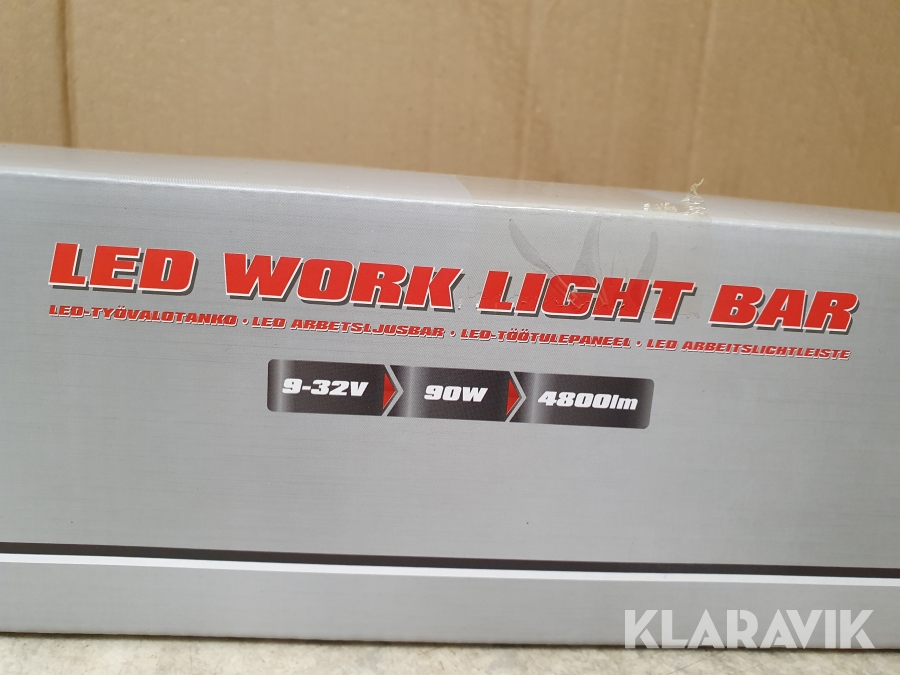 LED WORK LIGHT BAR
LED-TYÖVALOTANKO · LED ARBETSLJUSBAR · LED-TÖÖTULEPANEEL · LED ARBEITSLICHTLEISTE
9-32V 90W 4800lm
KLARAVIK